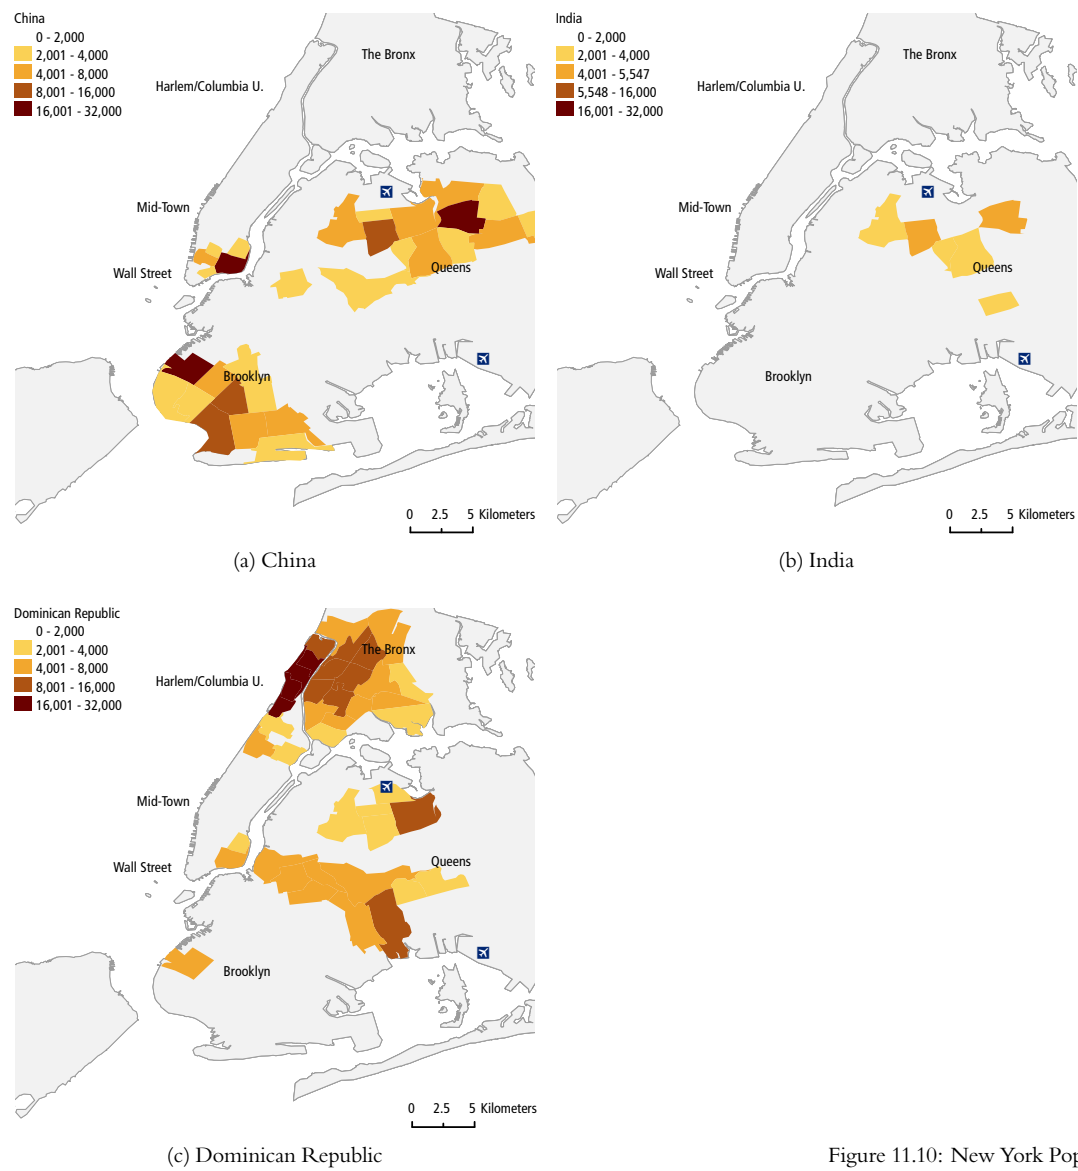 China
0 - 2,000
2,001 - 4,000
4,001 - 8,000
8,001 - 16,000
16,001 - 32,000
The Bronx
Harlem/Columbia U.
Mid-Town
Wall Street
Queens
Brooklyn
0 2.5 5 Kilometers
(a) China
India
0 - 2,000
2,001 - 4,000
4,001 - 5,547
5,548 - 16,000
16,001 - 32,000
The Bronx
Harlem/Columbia U.
Mid-Town
Wall Street
Queens
Brooklyn
0 2.5 5 Kilometers
(b) India
Dominican Republic
0 - 2,000
2,001 - 4,000
4,001 - 8,000
8,001 - 16,000
16,001 - 32,000
The Bronx
Harlem/Columbia U.
Mid-Town
Wall Street
Queens
Brooklyn
0 2.5 5 Kilometers
(c) Dominican Republic
Figure 11.10: New York Pop